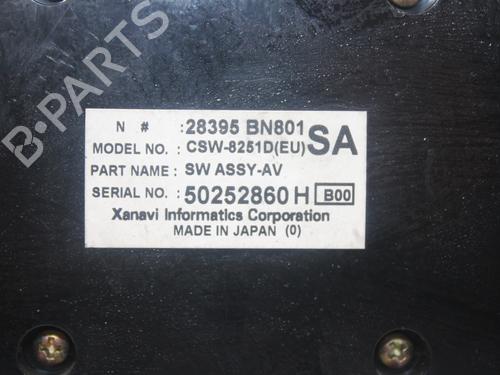 N #        :28395 BN801 SA
MODEL NO.  : CSW-8251D(EU)
PART NAME : SW ASSY-AV
SERIAL NO. : 50252860 H B00
Xanavi Informatics Corporation
MADE IN JAPAN (0)
B-PARTS
B-PARTS